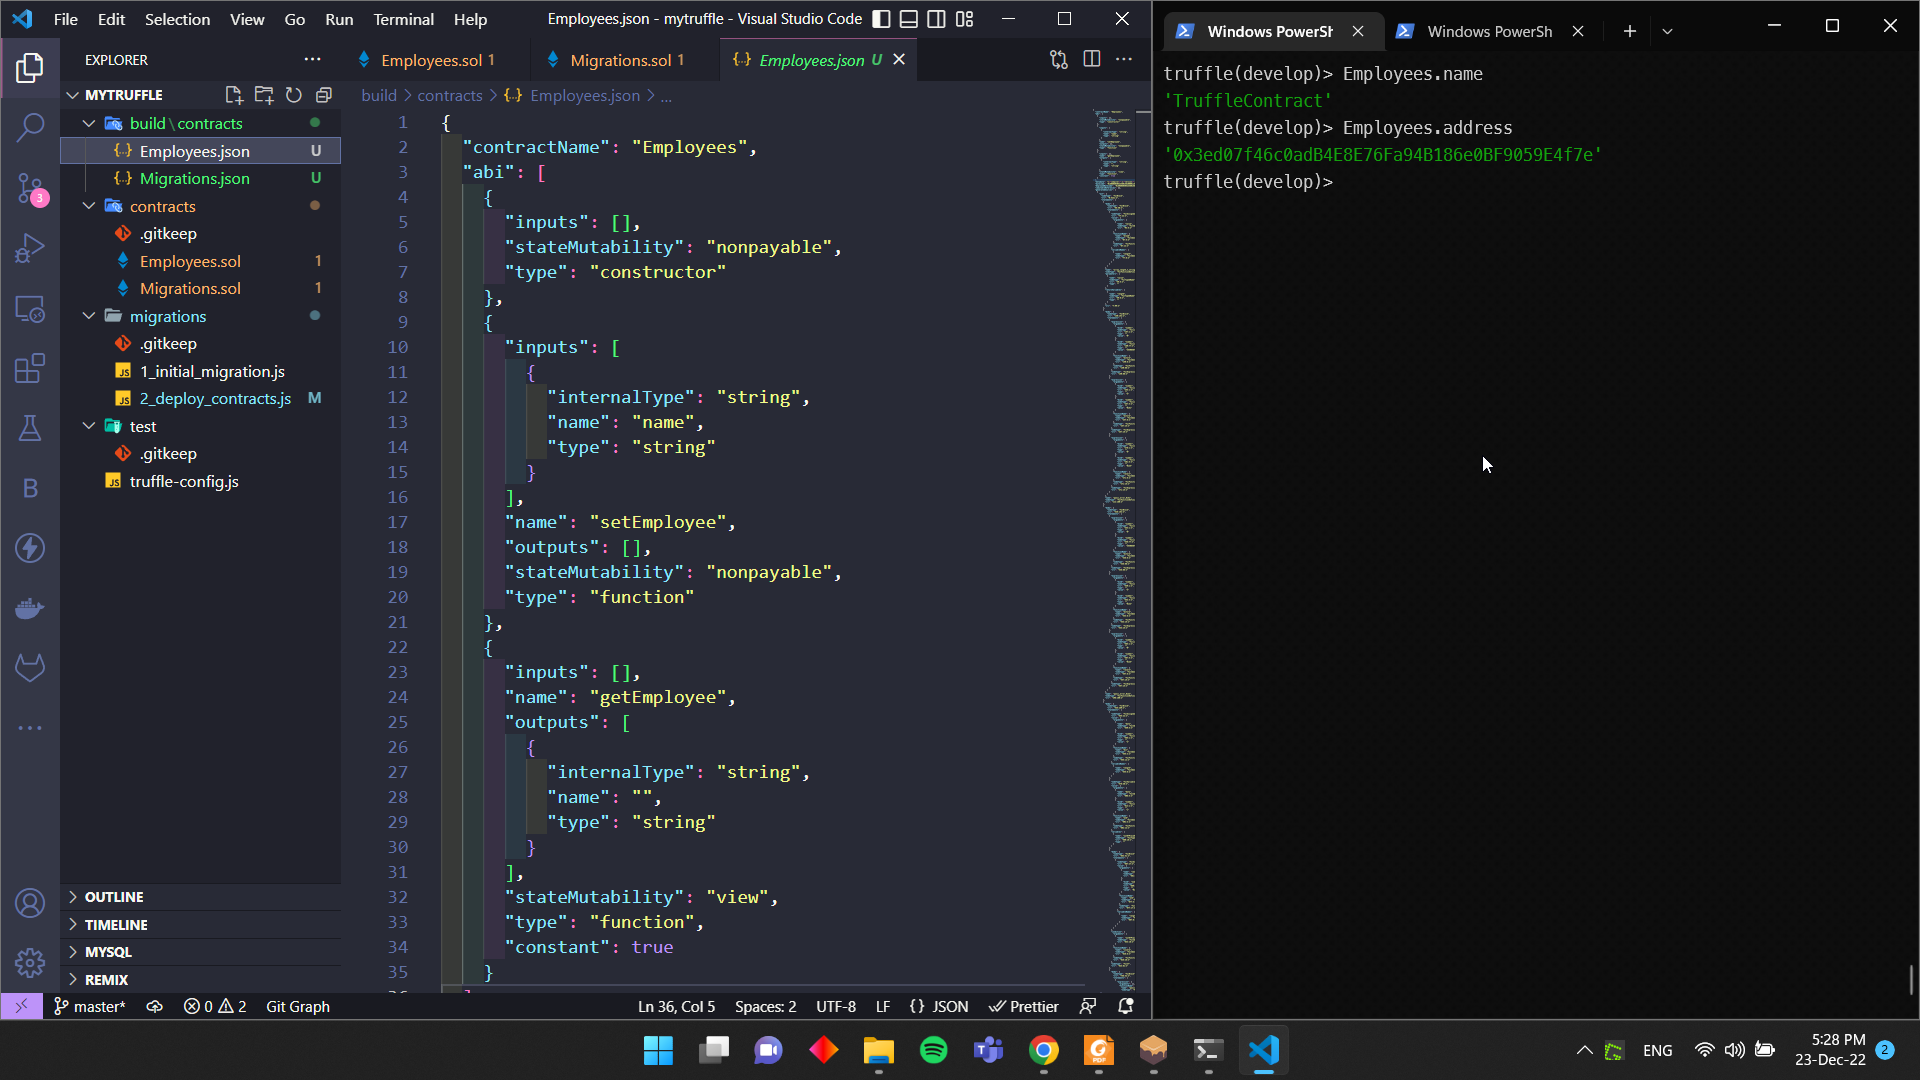 File Edit Selection View Go Run Terminal Help Employees.json - mytruffle - Visual Studio Code
EXPLORER
MYTRUFFLE
build\contracts
Employees.json U
Migrations.json U
contracts
.gitkeep
Employees.sol 1
Migrations.sol 1
migrations
.gitkeep
1_initial_migration.js
2_deploy_contracts.js M
test
.gitkeep
truffle-config.js
OUTLINE
TIMELINE
MYSQL
REMIX
3
B
Employees.sol 1 Migrations.sol 1 Employees.json U
build > contracts > Employees.json > ...
1 {
2 "contractName": "Employees",
3 "abi": [
4 {
5 "inputs": [],
6 "stateMutability": "nonpayable",
7 "type": "constructor"
8 },
9 {
10 "inputs": [
11 {
12 "internalType": "string",
13 "name": "name",
14 "type": "string"
15 }
16 ],
17 "name": "setEmployee",
18 "outputs": [],
19 "stateMutability": "nonpayable",
20 "type": "function"
21 },
22 {
23 "inputs": [],
24 "name": "getEmployee",
25 "outputs": [
26 {
27 "internalType": "string",
28 "name": "",
29 "type": "string"
30 }
31 ],
32 "stateMutability": "view",
33 "type": "function",
34 "constant": true
35 }
master* 0 2 Git Graph Ln 36, Col 5 Spaces: 2 UTF-8 LF {} JSON Prettier
Windows PowerSh Windows PowerSh
truffle(develop)> Employees.name
'TruffleContract'
truffle(develop)> Employees.address
'0x3ed07f46c0adB4E8E76Fa94B186e0BF9059E4f7e'
truffle(develop)>
ENG
5:28 PM
23-Dec-22
2